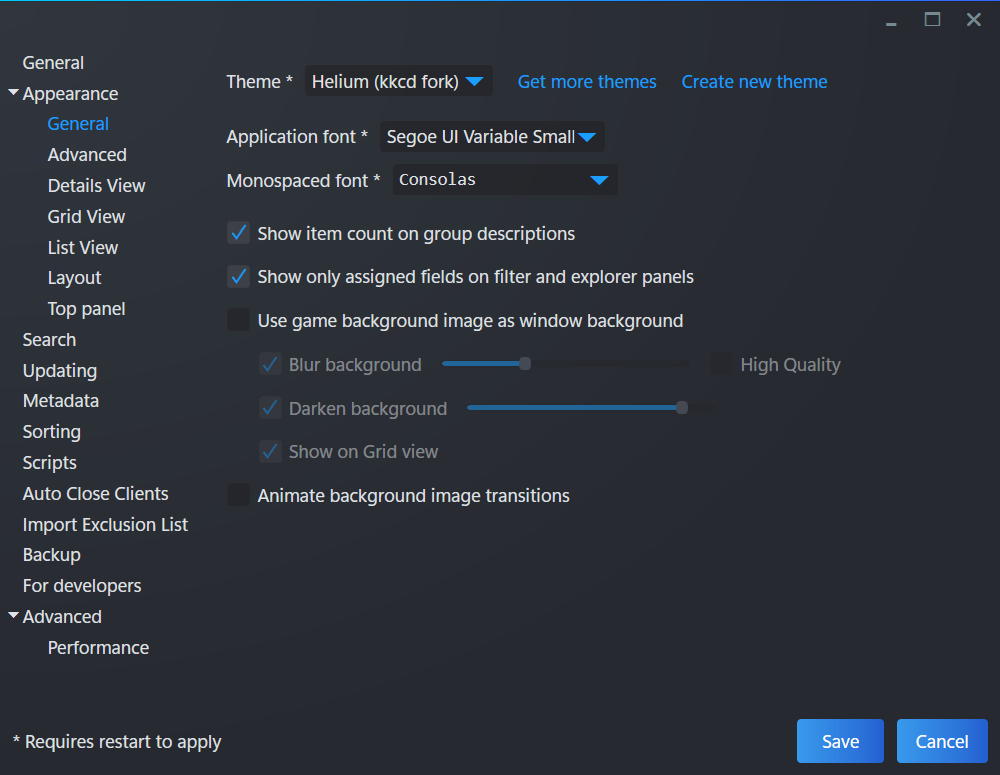 General
Appearance
General
Advanced
Details View
Grid View
List View
Layout
Top panel
Search
Updating
Metadata
Sorting
Scripts
Auto Close Clients
Import Exclusion List
Backup
For developers
Advanced
Performance
Theme * Helium (kkcd fork) Get more themes Create new theme
Application font * Segoe UI Variable Small
Monospaced font * Consolas
Show item count on group descriptions
Show only assigned fields on filter and explorer panels
Use game background image as window background
Blur background High Quality
Darken background
Show on Grid view
Animate background image transitions
* Requires restart to apply Save Cancel